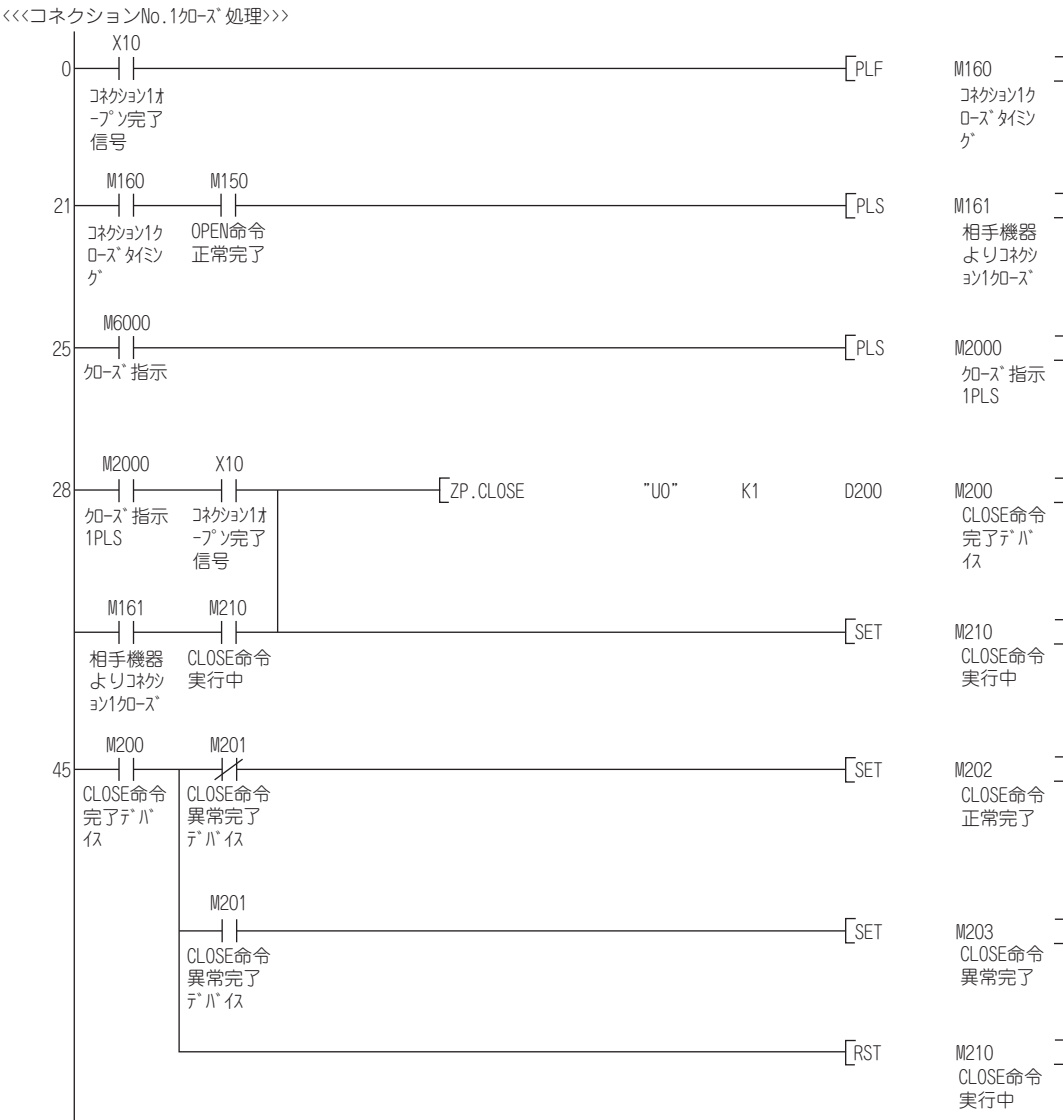 <<<コネクションNo.1ｸﾛｰｽﾞ処理>>>
X10
0 PLF M160
ｺﾈｸｼｮﾝ1ｵ ｺﾈｸｼｮﾝ1ｸ
ｰﾌﾟﾝ完了 ﾛｰｽﾞﾀｲﾐﾝ
信号 ｸﾞ
M160 M150
21 PLS M161
ｺﾈｸｼｮﾝ1ｸ OPEN命令 相手機器
ﾛｰｽﾞﾀｲﾐﾝ 正常完了 よりｺﾈｸｼ
ｸﾞ ｮﾝ1ｸﾛｰｽﾞ
M6000
25 PLS M2000
ｸﾛｰｽﾞ指示 ｸﾛｰｽﾞ指示
1PLS
M2000 X10
28 ZP.CLOSE "U0" K1 D200 M200
ｸﾛｰｽﾞ指示 ｺﾈｸｼｮﾝ1ｵ CLOSE命令
1PLS ｰﾌﾟﾝ完了 完了ﾃﾞﾊﾞ
信号 ｲｽ
M161 M210
SET M210
相手機器 CLOSE命令 CLOSE命令
よりｺﾈｸｼ 実行中 実行中
ｮﾝ1ｸﾛｰｽﾞ
M200 M201
45 SET M202
CLOSE命令 CLOSE命令 CLOSE命令
完了ﾃﾞﾊﾞ 異常完了 正常完了
ｲｽ ﾃﾞﾊﾞｲｽ
M201
SET M203
CLOSE命令 CLOSE命令
異常完了 異常完了
ﾃﾞﾊﾞｲｽ
RST M210
CLOSE命令
実行中